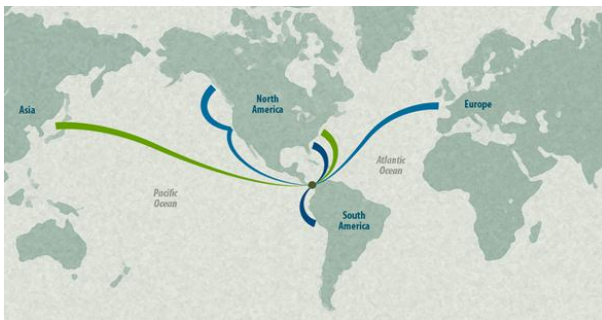 Asia
North
America
Europe
Atlantic
Ocean
Pacific
Ocean
South
America